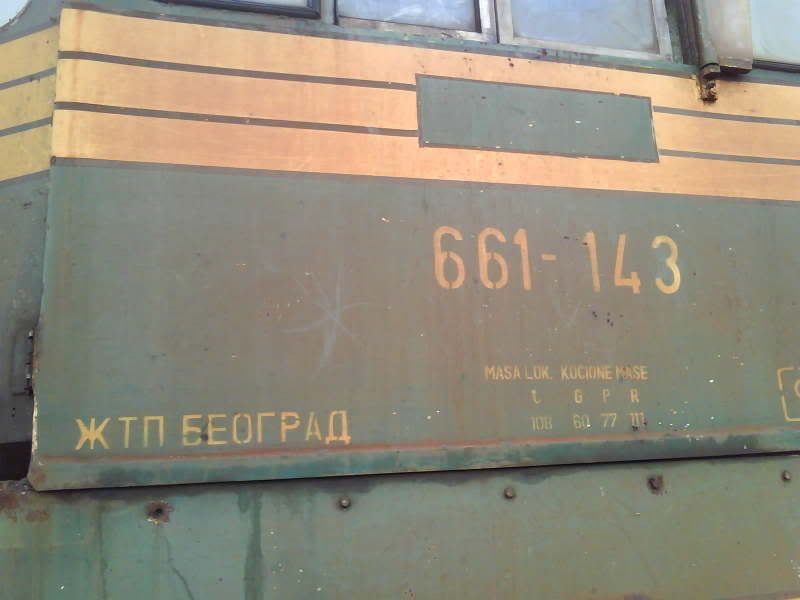 661-143
MASA LOK. KOCIONE MASE
t G P R
108 60 77 111
ЖТП БЕОГРАД